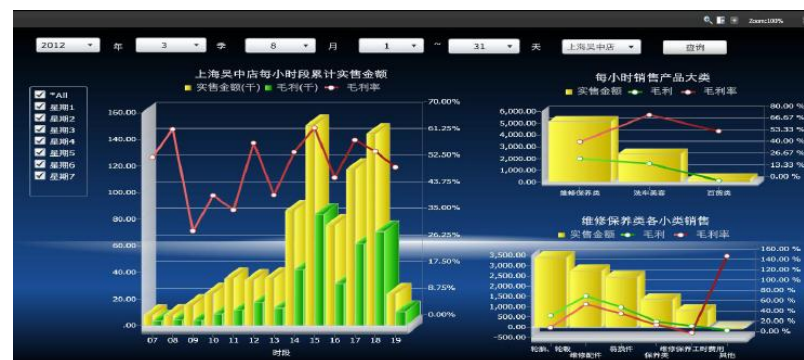 Zoom:100%
2012 年 3 季 8 月 1 ~ 31 天 上海吴中店 查询
*All
星期1
星期2
星期3
星期4
星期5
星期6
星期7
上海吴中店每小时段累计实售金额
实售金额(千) 毛利(千) 毛利率
160.00
140.00
120.00
100.00
80.00
60.00
40.00
20.00
.00
70.00%
61.25%
52.50%
43.75%
35.00%
26.25%
17.50%
8.75%
0.00%
07 08 09 10 11 12 13 14 15 16 17 18 19
时段
每小时销售产品大类
实售金额 毛利 毛利率
6,000.00
5,000.00
4,000.00
3,000.00
2,000.00
1,000.00
0.00
80.00 %
66.67 %
53.33 %
40.00 %
26.67 %
13.33 %
0.00 %
维修保养类 洗车美容 百货类
维修保养类各小类销售
实售金额 毛利 毛利率
3,500.00
3,000.00
2,500.00
2,000.00
1,500.00
1,000.00
500.00
0.00
-500.00
160.00 %
140.00 %
120.00 %
100.00 %
80.00 %
60.00 %
40.00 %
20.00 %
0.00 %
轮胎、轮毂 易损件 维修保养工时费用
维修配件 保养类 其他